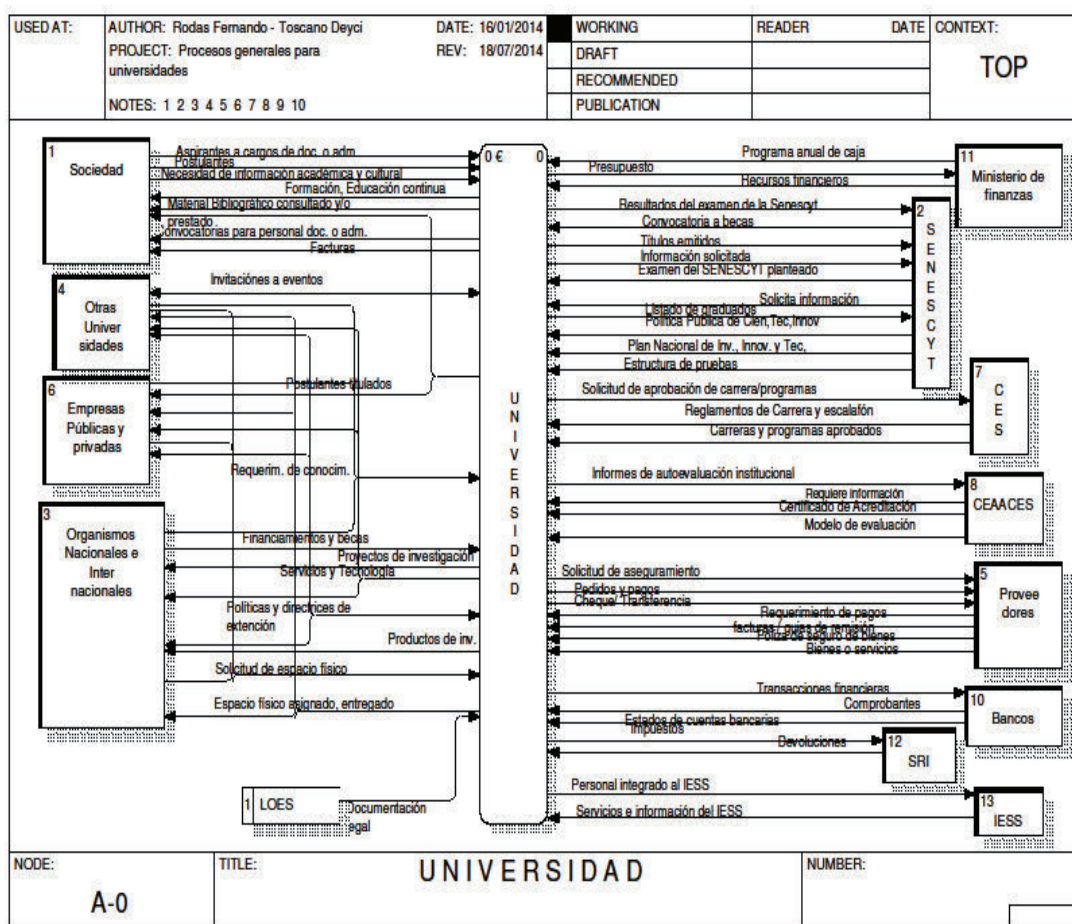 USED AT:
AUTHOR: Rodas Fernando - Toscano Deyci
DATE: 16/01/2014
PROJECT: Procesos generales para
universidades
REV: 18/07/2014
NOTES: 1 2 3 4 5 6 7 8 9 10
WORKING
DRAFT
RECOMMENDED
PUBLICATION
READER
DATE
CONTEXT:
TOP
1
Sociedad
Aspirantes a cargos de doc. o adm
Postulantes
Necesidad de información académica y cultural
Formación, Educación continua
Material Bibliográfico consultado y/o
prestado
Convocatorias para personal doc. o adm.
Facturas
4
Otras
Univer
sidades
Invitaciónes a eventos
6
Empresas
Públicas y
privadas
Postulantes titulados
Requerim. de conocim.
3
Organismos
Nacionales e
Inter
nacionales
Financiamientos y becas
Proyectos de investigación
Servicios y Tecnología
Políticas y directrices de
extención
Productos de inv.
Solicitud de espacio físico
Espacio físico asignado, entregado
1 LOES
Documentación
legal
0 € 0
UNIVERSIDAD
Programa anual de caja
Presupuesto
Recursos financieros
11
Ministerio de
finanzas
Resultados del examen de la Senescyt
Convocatoria a becas
Títulos emitidos
Información solicitada
Examen del SENESCYT planteado
Solicita información
Listado de graduados
Política Pública de Cien,Tec,Innov
Plan Nacional de Inv., Innov. y Tec,
Estructura de pruebas
2
SENESCYT
Solicitud de aprobación de carrera/programas
Reglamentos de Carrera y escalafón
Carreras y programas aprobados
7
CES
Informes de autoevaluación institucional
Requiere información
Certificado de Acreditación
Modelo de evaluación
8
CEAACES
Solicitud de aseguramiento
Pedidos y pagos
Cheque/ Transferencia
Requerimiento de pagos
facturas / guías de remisión
Poliza de seguro de bienes
Bienes o servicios
5
Provee
dores
Transacciones financieras
Comprobantes
Estados de cuentas bancarias
10
Bancos
Impuestos
Devoluciones
12
SRI
Personal integrado al IESS
Servicios e información del IESS
13
IESS
NODE:
A-0
TITLE:
UNIVERSIDAD
NUMBER: